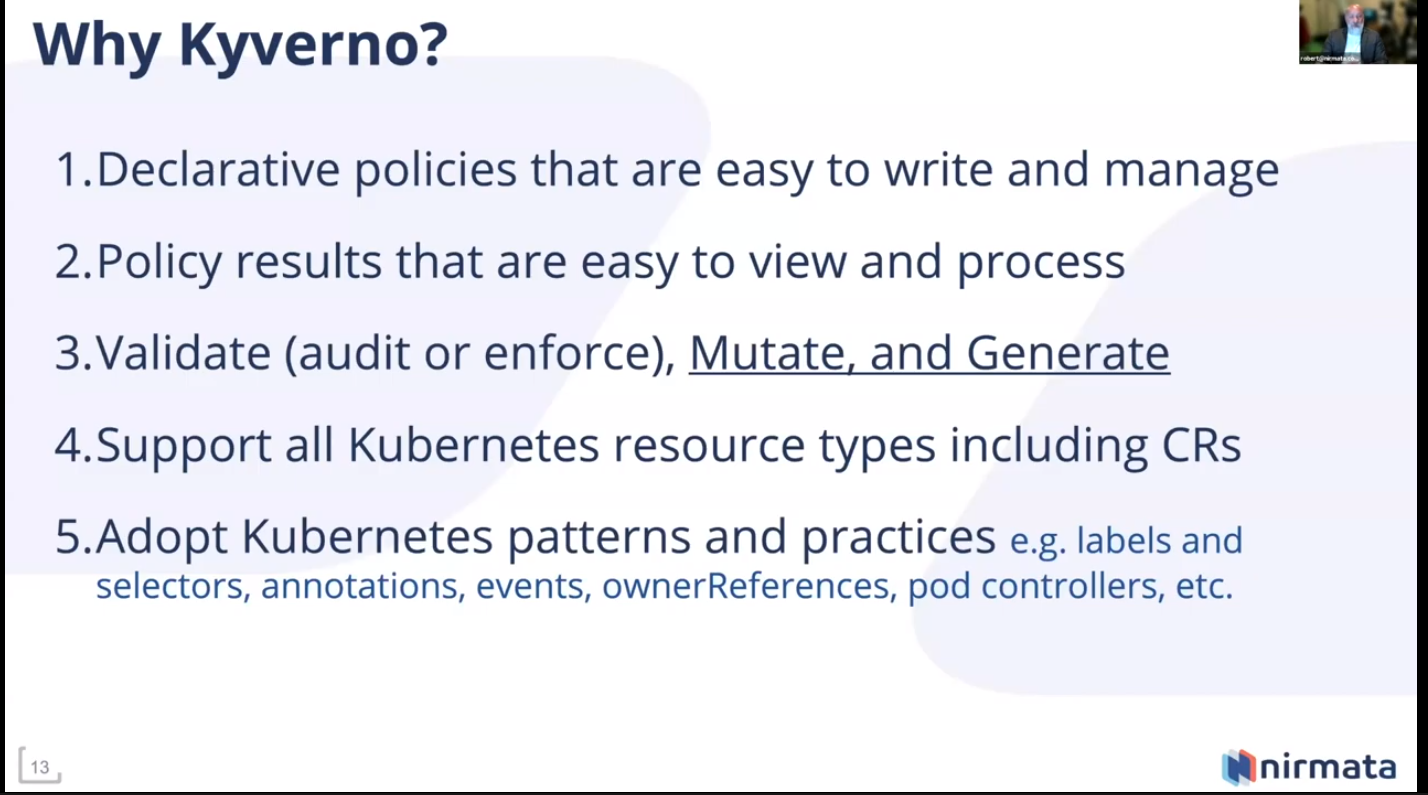 Why Kyverno?
1.Declarative policies that are easy to write and manage
2.Policy results that are easy to view and process
3.Validate (audit or enforce), Mutate, and Generate
4.Support all Kubernetes resource types including CRs
5.Adopt Kubernetes patterns and practices e.g. labels and
selectors, annotations, events, ownerReferences, pod controllers, etc.
13
nirmata